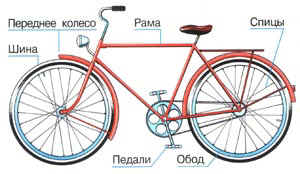 Переднее колесо
Рама
Спицы
Шина
Педали
Обод